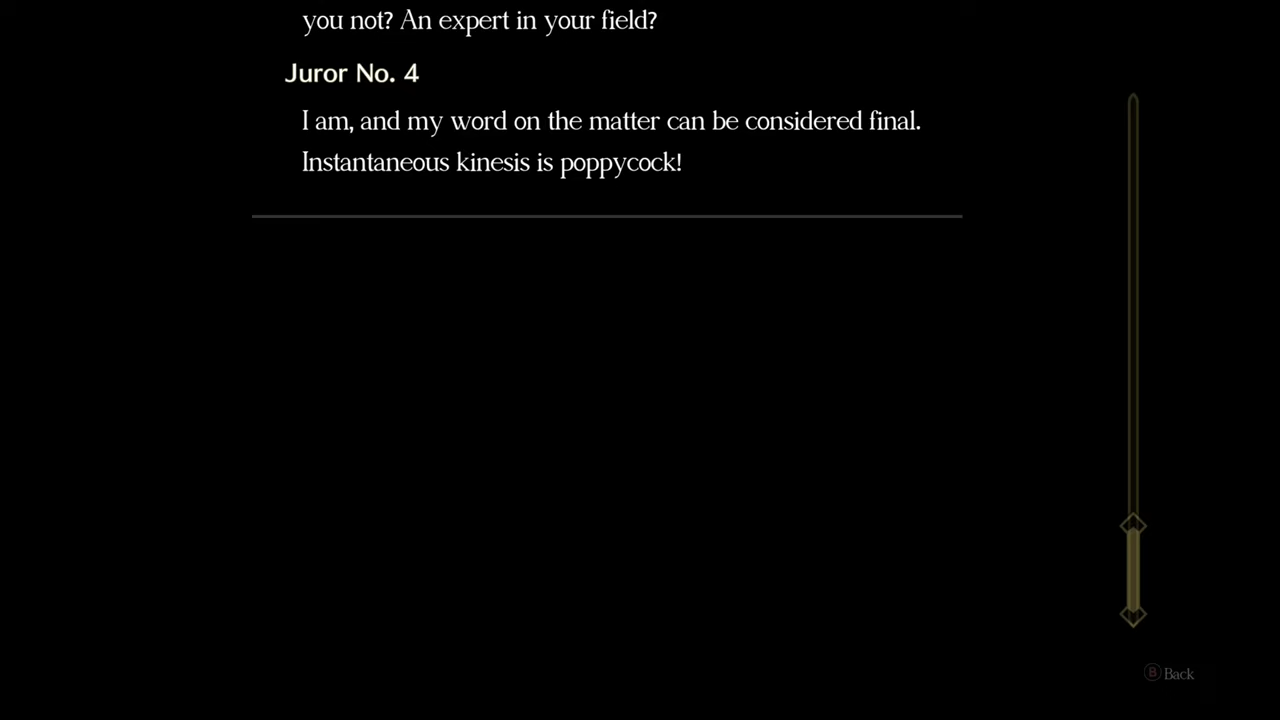 you not? An expert in your field?
Juror No. 4
I am, and my word on the matter can be considered final.
Instantaneous kinesis is poppycock!
B Back